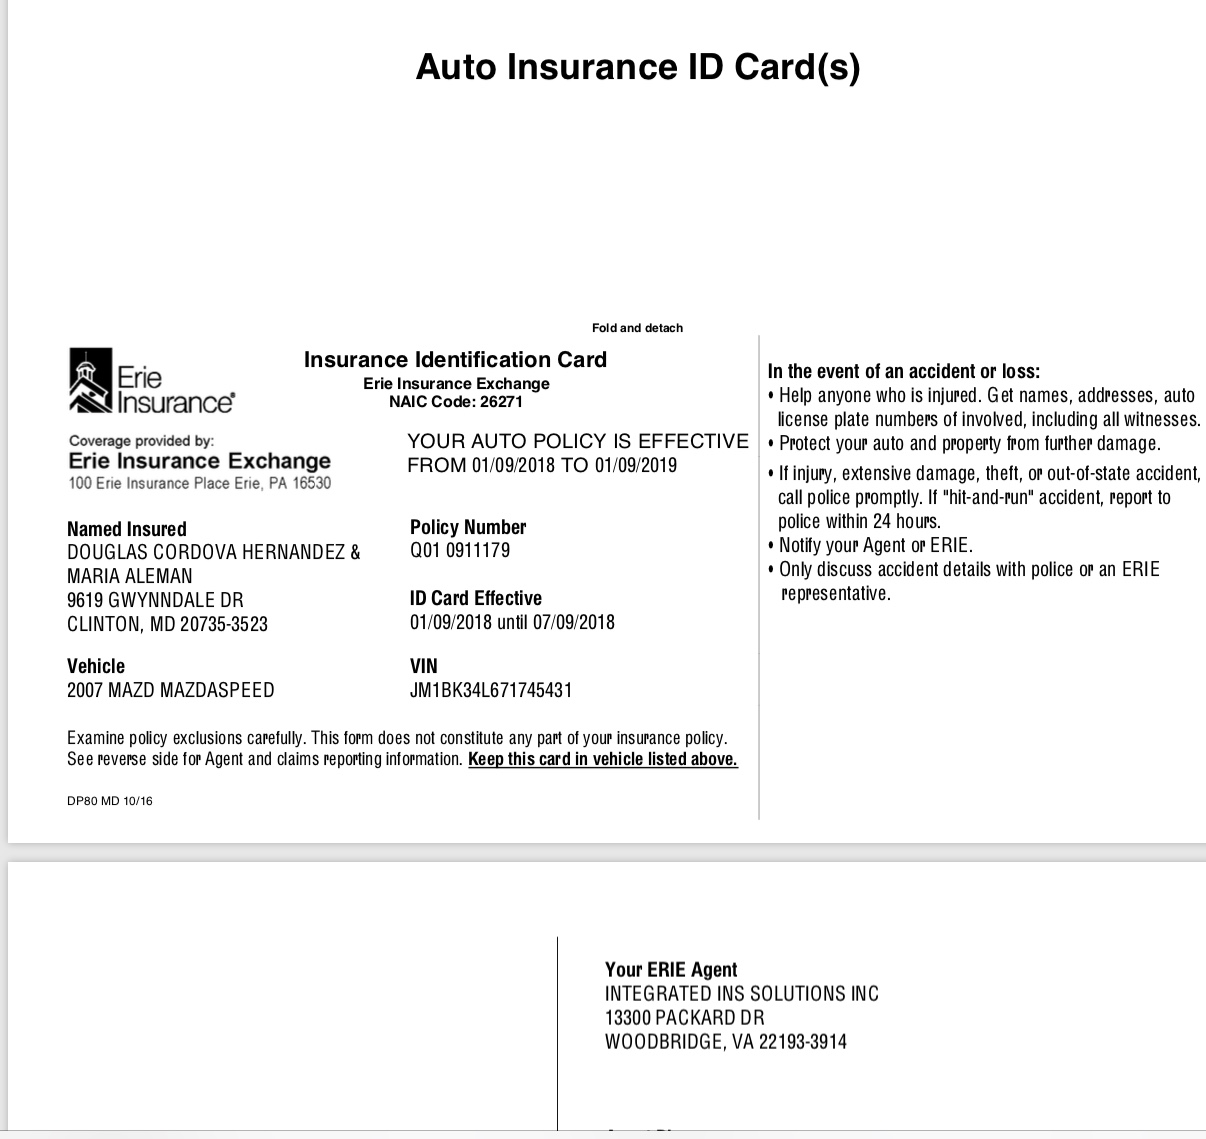 Auto Insurance ID Card(s)
Fold and detach
Erie
Insurance®
Insurance Identification Card
Erie Insurance Exchange
NAIC Code: 26271
Coverage provided by:
Erie Insurance Exchange
100 Erie Insurance Place Erie, PA 16530
YOUR AUTO POLICY IS EFFECTIVE
FROM 01/09/2018 TO 01/09/2019
Named Insured
DOUGLAS CORDOVA HERNANDEZ &
MARIA ALEMAN
9619 GWYNNDALE DR
CLINTON, MD 20735-3523
Policy Number
Q01 0911179
ID Card Effective
01/09/2018 until 07/09/2018
Vehicle
2007 MAZD MAZDASPEED
VIN
JM1BK34L671745431
Examine policy exclusions carefully. This form does not constitute any part of your insurance policy.
See reverse side for Agent and claims reporting information. Keep this card in vehicle listed above.
DP80 MD 10/16
In the event of an accident or loss:
• Help anyone who is injured. Get names, addresses, auto
license plate numbers of involved, including all witnesses.
• Protect your auto and property from further damage.
• If injury, extensive damage, theft, or out-of-state accident,
call police promptly. If "hit-and-run" accident, report to
police within 24 hours.
• Notify your Agent or ERIE.
• Only discuss accident details with police or an ERIE
representative.
Your ERIE Agent
INTEGRATED INS SOLUTIONS INC
13300 PACKARD DR
WOODBRIDGE, VA 22193-3914